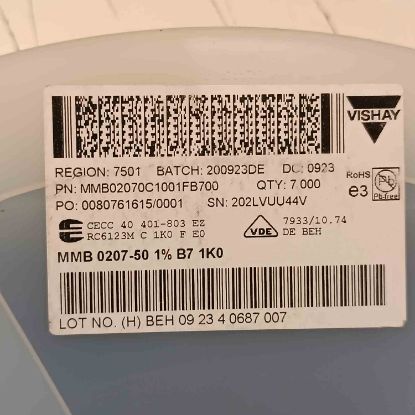 VISHAY
REGION: 7501 BATCH: 200923DE DC: 0923
PN: MMB02070C1001FB700 QTY: 7.000
PO: 0080761615/0001 SN: 202LVUU44V
RoHS
e3
Pb-free
CECC 40 401-803 EZ
RC6123M C 1K0 F E0
VDE
7933/10.74
DE BEH
MMB 0207-50 1% B7 1K0
LOT NO. (H) BEH 09 23 4 0687 007